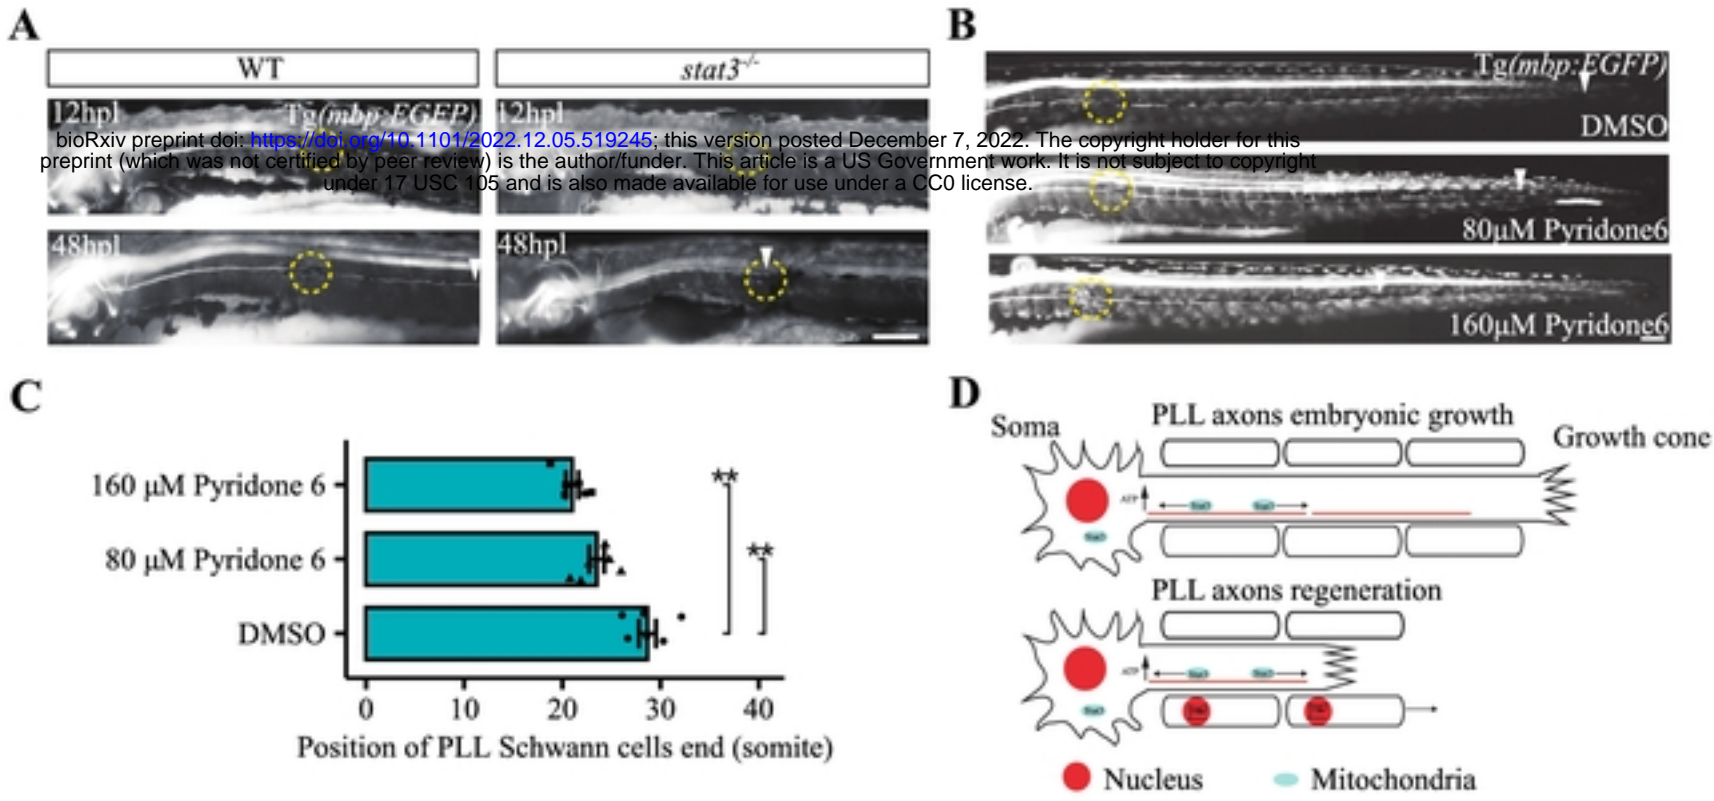 A
B
WT
stat3-/-
12hpl
Tg(mbp:EGFP)
12hpl
Tg(mbp:EGFP)
DMSO
bioRxiv preprint doi: https://doi.org/10.1101/2022.12.05.519245; this version posted December 7, 2022. The copyright holder for this
preprint (which was not certified by peer review) is the author/funder. This article is a US Government work. It is not subject to copyright
under 17 USC 105 and is also made available for use under a CC0 license.
48hpl
48hpl
80μM Pyridone6
160μM Pyridone6
C
160 μM Pyridone 6
80 μM Pyridone 6
DMSO
**
**
0 10 20 30 40
Position of PLL Schwann cells end (somite)
D
PLL axons embryonic growth
Soma
Growth cone
ATP
PLL axons regeneration
ATP
Nucleus
Mitochondria